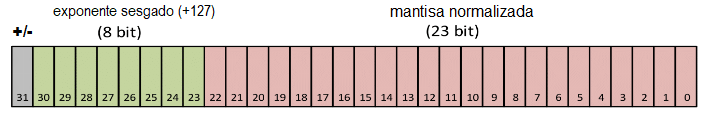 exponente sesgado (+127) mantisa normalizada
+/- (8 bit) (23 bit)
31 30 29 28 27 26 25 24 23 22 21 20 19 18 17 16 15 14 13 12 11 10 9 8 7 6 5 4 3 2 1 0